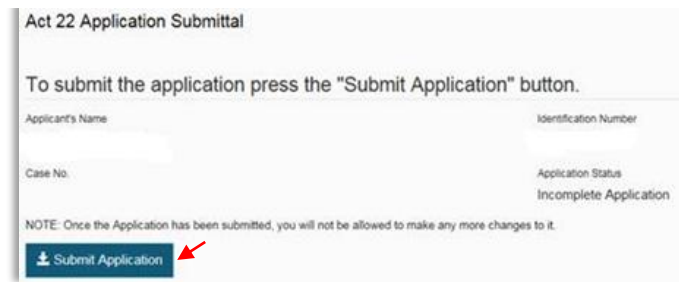 Act 22 Application Submittal
To submit the application press the "Submit Application" button.
Applicant's Name
Identification Number
Case No.
Application Status
Incomplete Application
NOTE: Once the Application has been submitted, you will not be allowed to make any more changes to it.
Submit Application